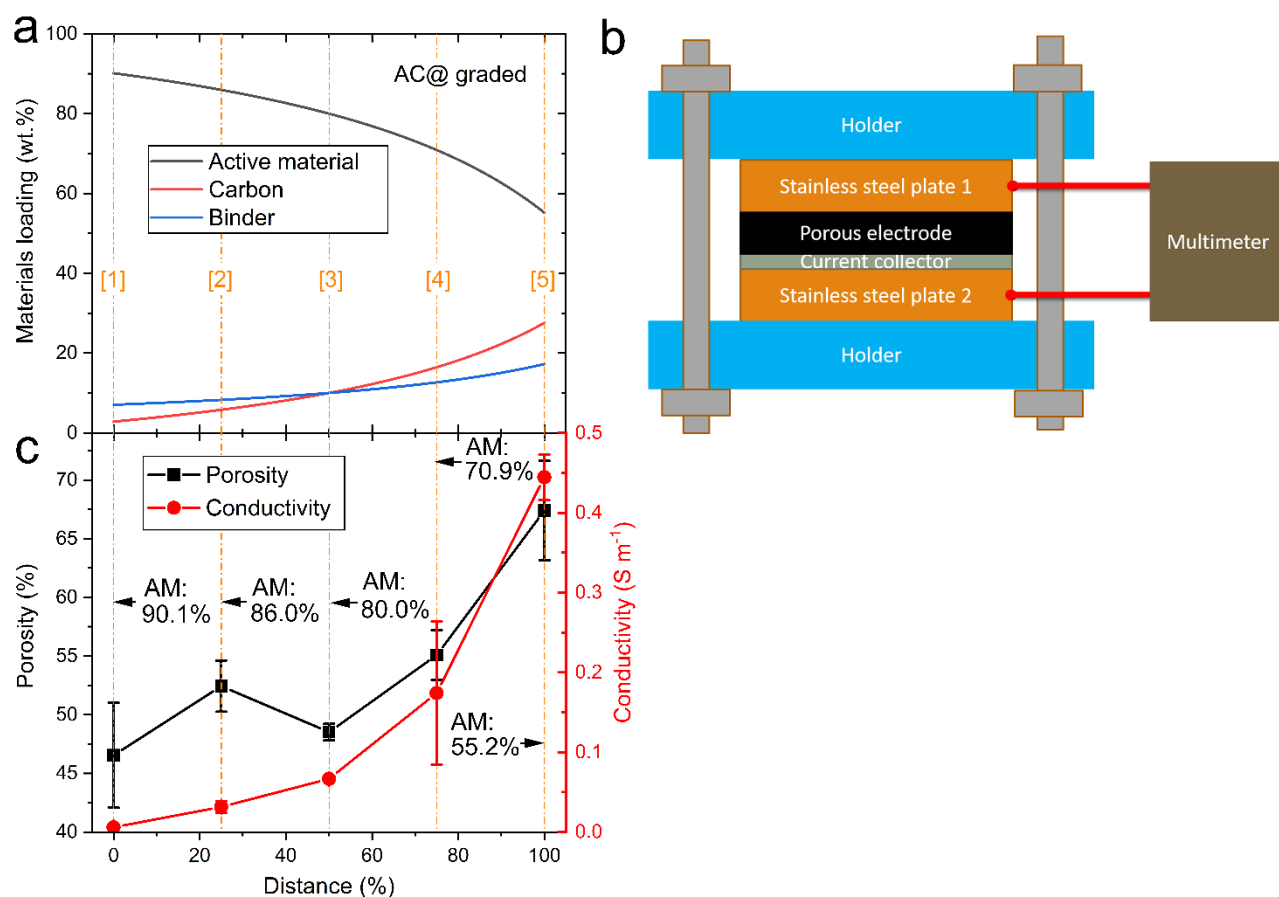 a
100
80
60
40
20
0
Materials loading (wt.%)
AC@ graded
Active material
Carbon
Binder
[1]
[2]
[3]
[4]
[5]
b
Holder
Stainless steel plate 1
Porous electrode
Current collector
Stainless steel plate 2
Holder
Multimeter
c
Porosity
Conductivity
AM:
70.9%
AM:
90.1%
AM:
86.0%
AM:
80.0%
AM:
55.2%
70
65
60
55
50
45
40
Porosity (%)
0.5
0.4
0.3
0.2
0.1
0.0
Conductivity (S m⁻¹)
0
20
40
60
80
100
Distance (%)